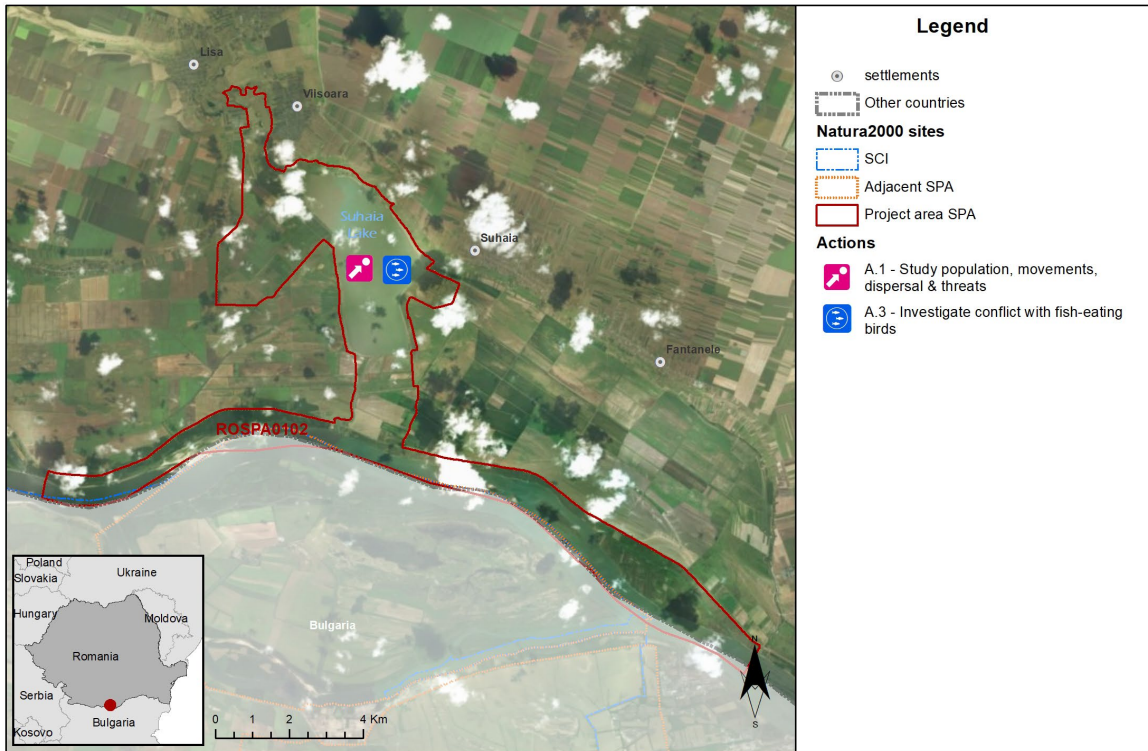 Lisa
Viisoara
Suhaia
Lake
Suhaia
Fantanele
ROSPA0102
Bulgaria
N
S
0 1 2 4 Km
Poland
Slovakia
Ukraine
Hungary
Moldova
Romania
Serbia
Bulgaria
Kosovo
Legend
settlements
Other countries
Natura2000 sites
SCI
Adjacent SPA
Project area SPA
Actions
A.1 - Study population, movements,
dispersal & threats
A.3 - Investigate conflict with fish-eating
birds